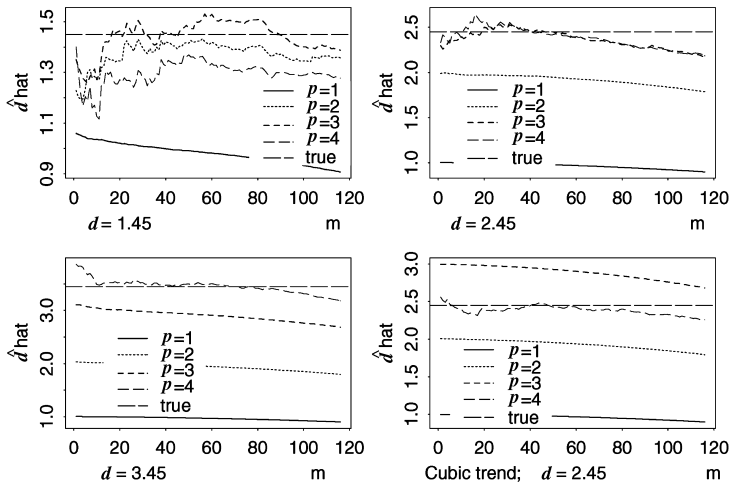 d̂ hat
1.5
1.3
1.1
0.9
p=1
p=2
p=3
p=4
true
0 20 40 60 80 100 120
d = 1.45 m
d̂ hat
2.5
2.0
1.5
1.0
p=1
p=2
p=3
p=4
true
0 20 40 60 80 100 120
d = 2.45 m
d̂ hat
3.0
2.0
1.0
p=1
p=2
p=3
p=4
true
0 20 40 60 80 100 120
d = 3.45 m
d̂ hat
3.0
2.5
2.0
1.5
1.0
p=1
p=2
p=3
p=4
true
0 20 40 60 80 100 120
Cubic trend; d = 2.45 m